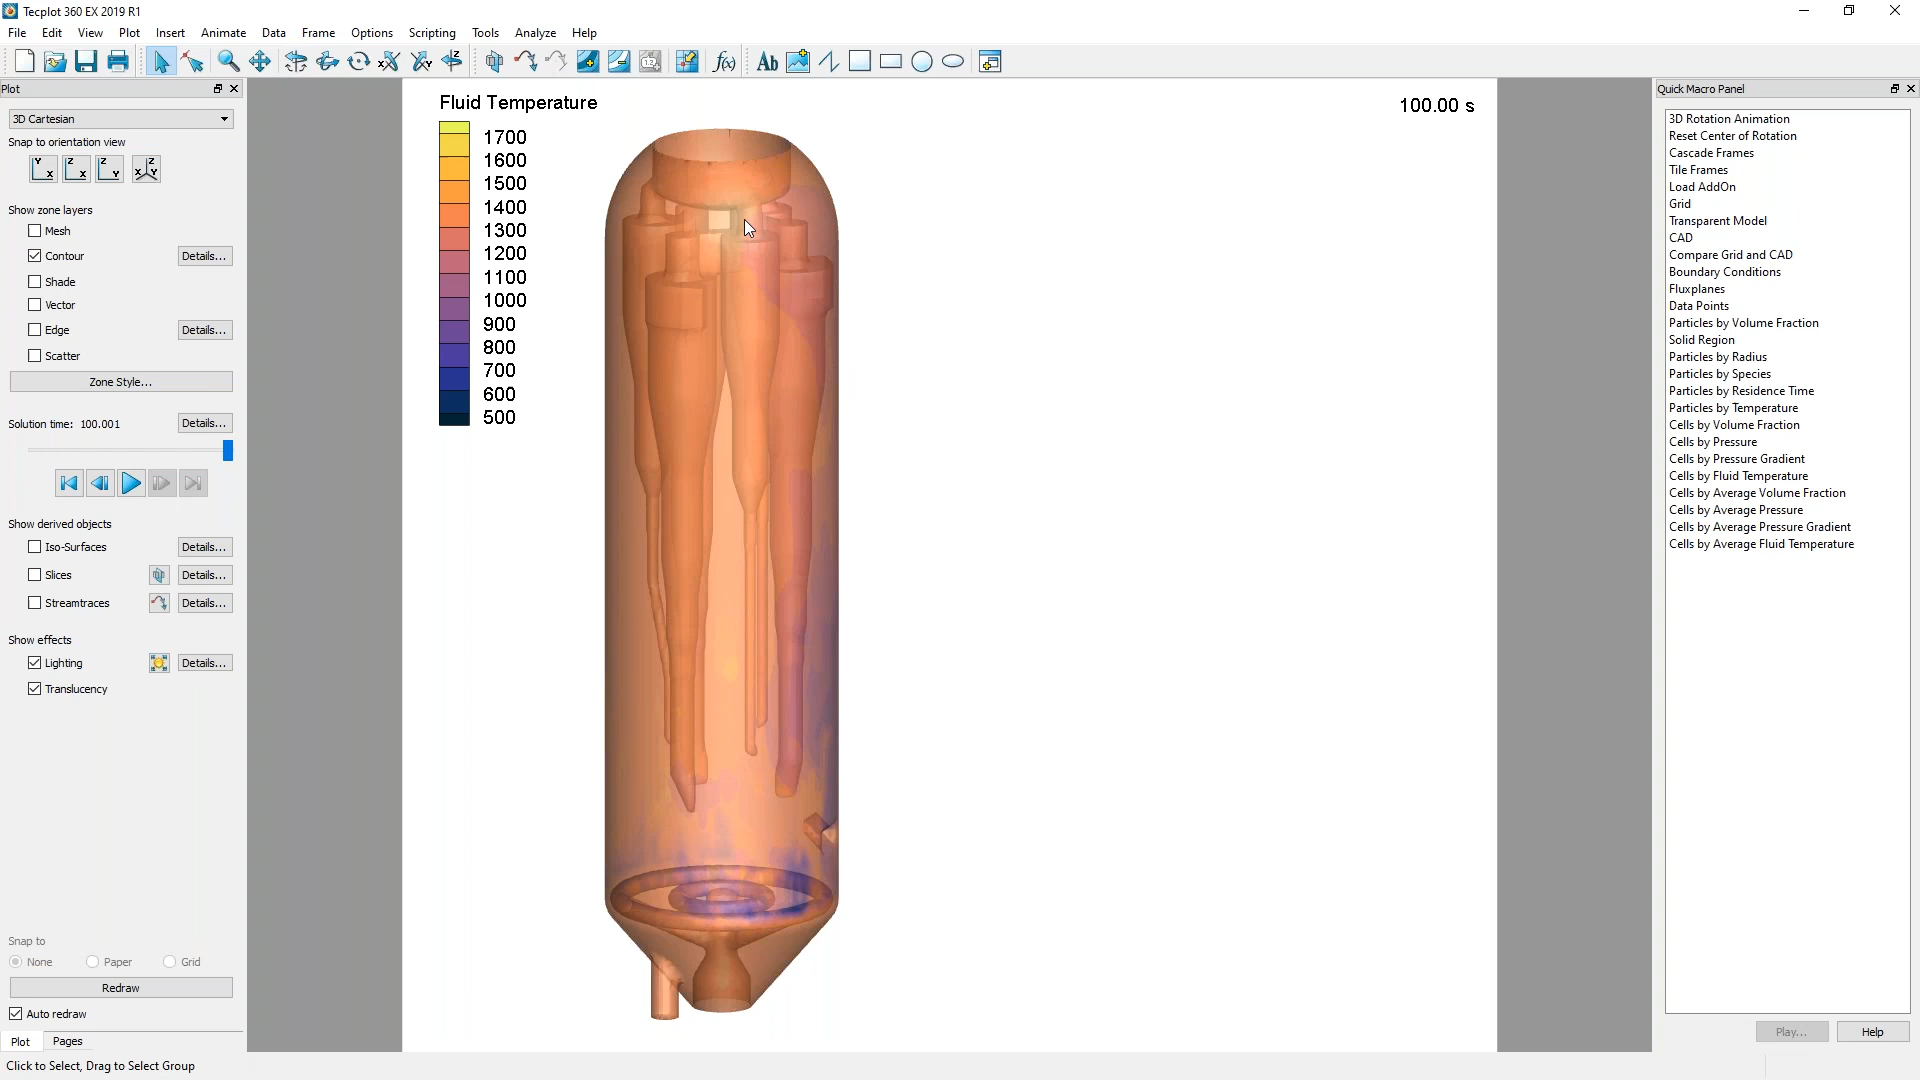 Tecplot 360 EX 2019 R1
File Edit View Plot Insert Animate Data Frame Options Scripting Tools Analyze Help
Plot
3D Cartesian
Snap to orientation view
Show zone layers
Mesh
Contour Details...
Shade
Vector
Edge Details...
Scatter
Zone Style...
Solution time: 100.001 Details...
Show derived objects
Iso-Surfaces Details...
Slices Details...
Streamtraces Details...
Show effects
Lighting Details...
Translucency
Snap to
None Paper Grid
Redraw
Auto redraw
Plot Pages
Click to Select, Drag to Select Group
Fluid Temperature
100.00 s
1700
1600
1500
1400
1300
1200
1100
1000
900
800
700
600
500
Quick Macro Panel
3D Rotation Animation
Reset Center of Rotation
Cascade Frames
Tile Frames
Load AddOn
Grid
Transparent Model
CAD
Compare Grid and CAD
Boundary Conditions
Fluxplanes
Data Points
Particles by Volume Fraction
Solid Region
Particles by Radius
Particles by Species
Particles by Residence Time
Particles by Temperature
Cells by Volume Fraction
Cells by Pressure
Cells by Pressure Gradient
Cells by Fluid Temperature
Cells by Average Volume Fraction
Cells by Average Pressure
Cells by Average Pressure Gradient
Cells by Average Fluid Temperature
Play... Help